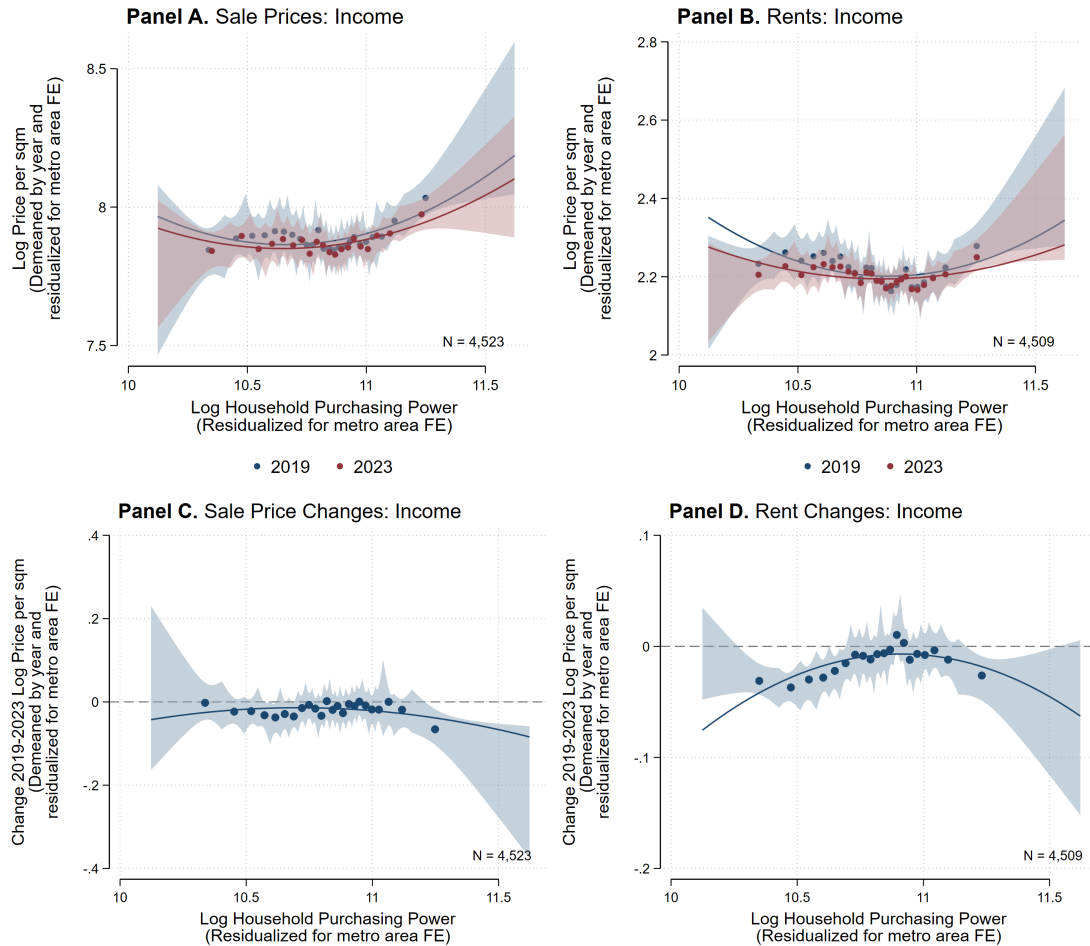 Panel A. Sale Prices: Income
Log Price per sqm
(Demeaned by year and
residualized for metro area FE)
8.5
8
7.5
N = 4,523
10
10.5
11
11.5
Log Household Purchasing Power
(Residualized for metro area FE)
2019
2023
Panel B. Rents: Income
Log Price per sqm
(Demeaned by year and
residualized for metro area FE)
2.8
2.6
2.4
2.2
2
N = 4,509
10
10.5
11
11.5
Log Household Purchasing Power
(Residualized for metro area FE)
2019
2023
Panel C. Sale Price Changes: Income
Change 2019-2023 Log Price per sqm
(Demeaned by year and
residualized for metro area FE)
.4
.2
0
-.2
-.4
N = 4,523
10
10.5
11
11.5
Log Household Purchasing Power
(Residualized for metro area FE)
Panel D. Rent Changes: Income
Change 2019-2023 Log Price per sqm
(Demeaned by year and
residualized for metro area FE)
.1
0
-.1
-.2
N = 4,509
10
10.5
11
11.5
Log Household Purchasing Power
(Residualized for metro area FE)